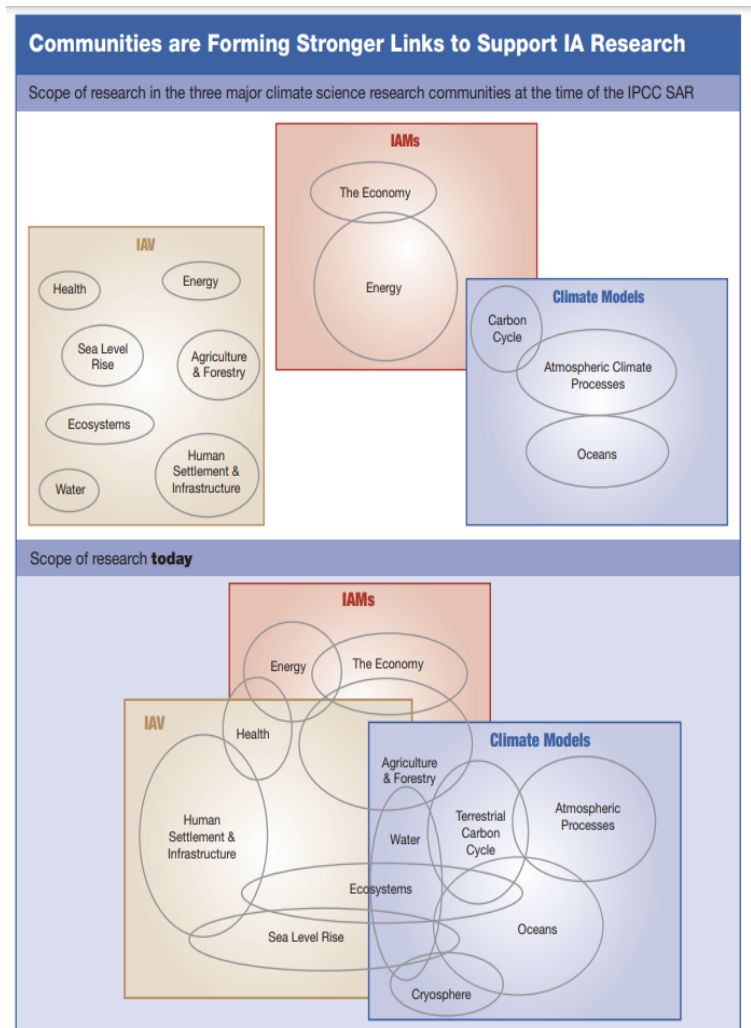 Communities are Forming Stronger Links to Support IA Research
Scope of research in the three major climate science research communities at the time of the IPCC SAR
IAMs
The Economy
Energy
IAV
Health
Energy
Sea Level
Rise
Agriculture
& Forestry
Ecosystems
Human
Settlement &
Infrastructure
Water
Climate Models
Carbon
Cycle
Atmospheric Climate
Processes
Oceans
Scope of research today
IAMs
Energy
The Economy
IAV
Health
Human
Settlement &
Infrastructure
Climate Models
Agriculture
& Forestry
Water
Terrestrial
Carbon
Cycle
Atmospheric
Processes
Ecosystems
Sea Level Rise
Oceans
Cryosphere